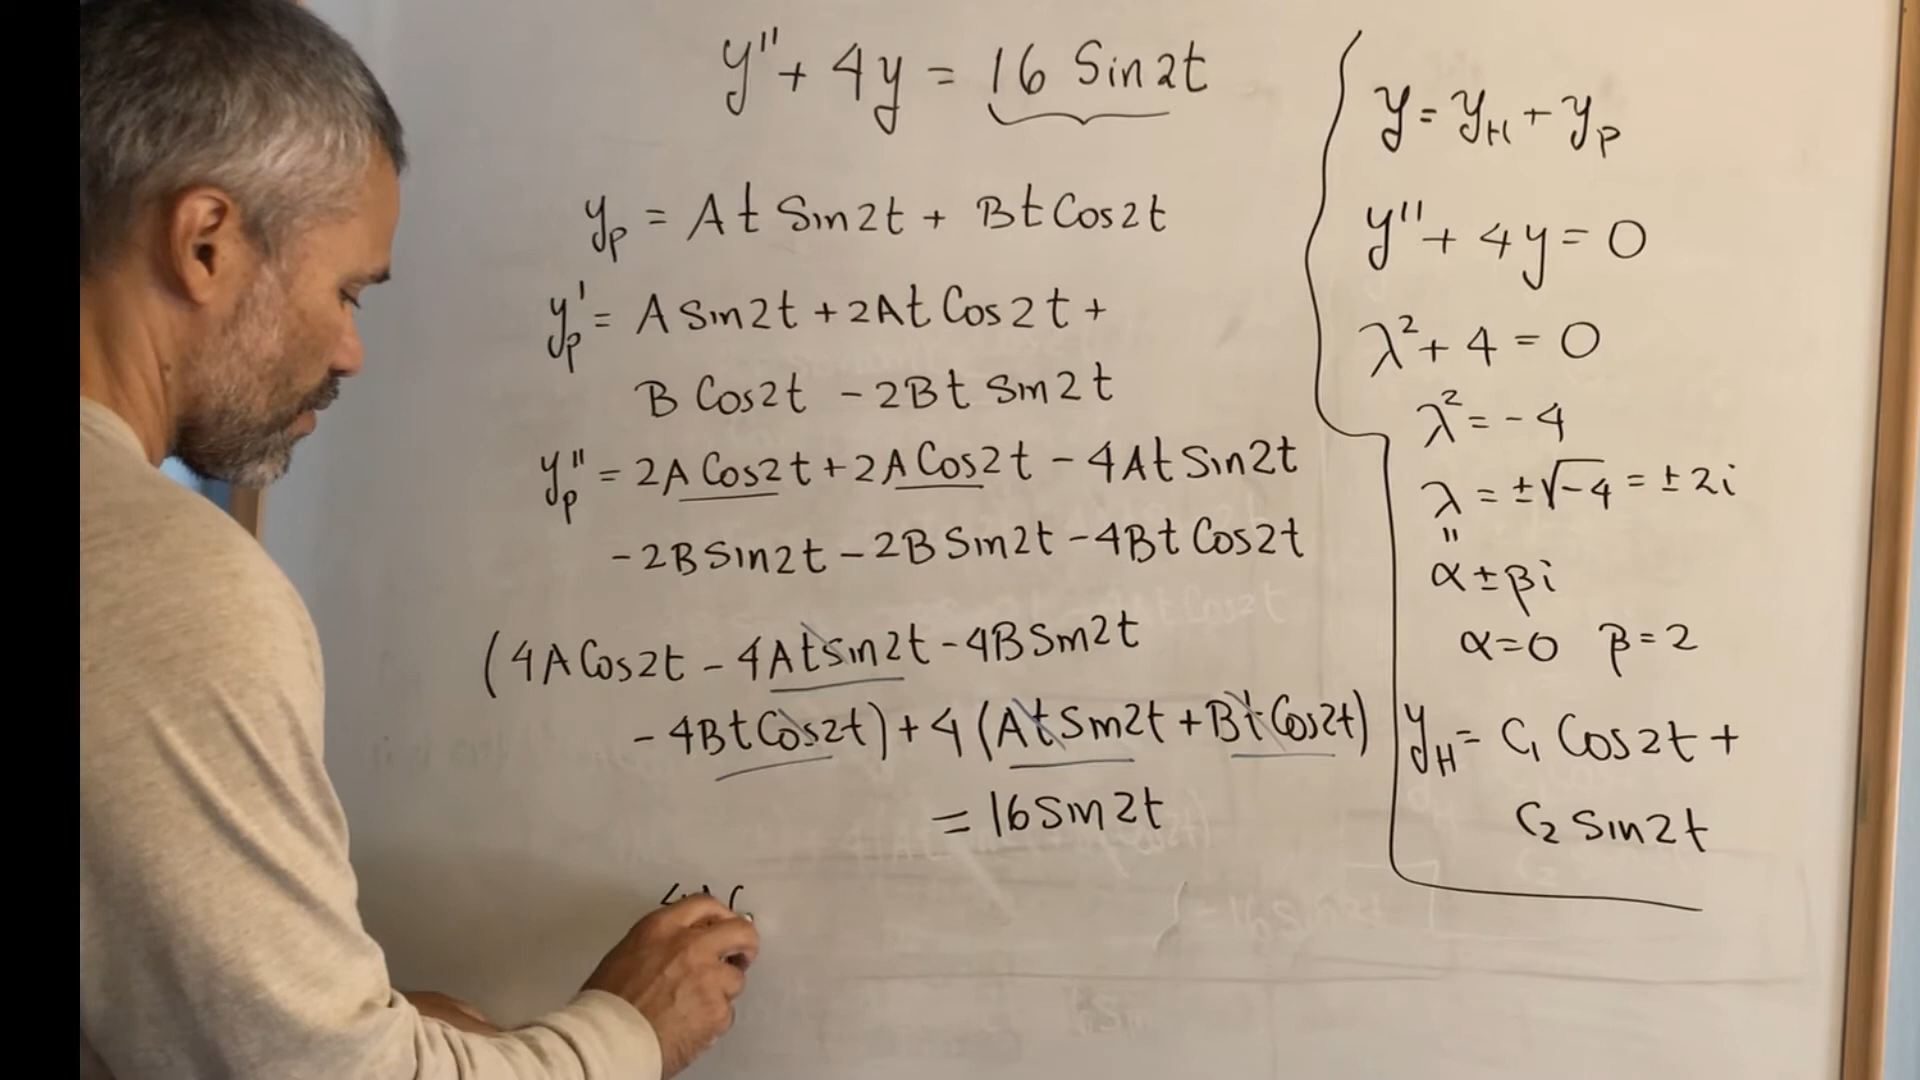 y'' + 4y = 16 Sin2t
yp = At Sin2t + Bt Cos2t
yp' = A Sin2t + 2At Cos2t +
B Cos2t - 2Bt Sin2t
yp'' = 2A Cos2t + 2A Cos2t - 4At Sin2t
- 2B Sin2t - 2B Sin2t - 4Bt Cos2t
(4A Cos2t - 4At Sin2t - 4B Sin2t
- 4Bt Cos2t) + 4 (At Sin2t + Bt Cos2t)
= 16 Sin2t
y = yH + yp
y'' + 4y = 0
λ² + 4 = 0
λ² = - 4
λ = ±√-4 = ± 2i
"
α ± βi
α = 0 β = 2
yH = C1 Cos2t +
C2 Sin2t